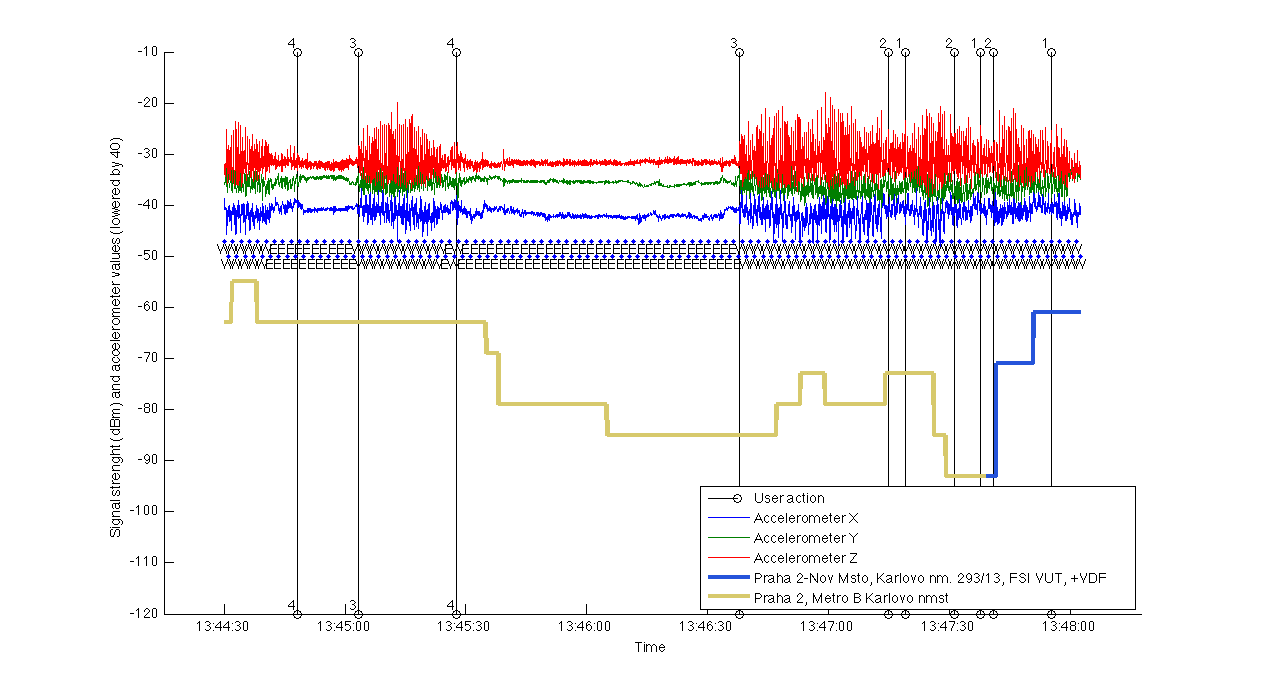 4 3 4 3 2 1 2 1 2 1
-10
-20
-30
-40
-50
-60
-70
-80
-90
-100
-110
-120
Signal strenght (dBm) and accelerometer values (lowered by 40)
User action
Accelerometer X
Accelerometer Y
Accelerometer Z
Praha 2-Nov Msto, Karlovo nm. 293/13, FSI VUT, +VDF
Praha 2, Metro B Karlovo nmst
4 3 4
13:44:30 13:45:00 13:45:30 13:46:00 13:46:30 13:47:00 13:47:30 13:48:00
Time